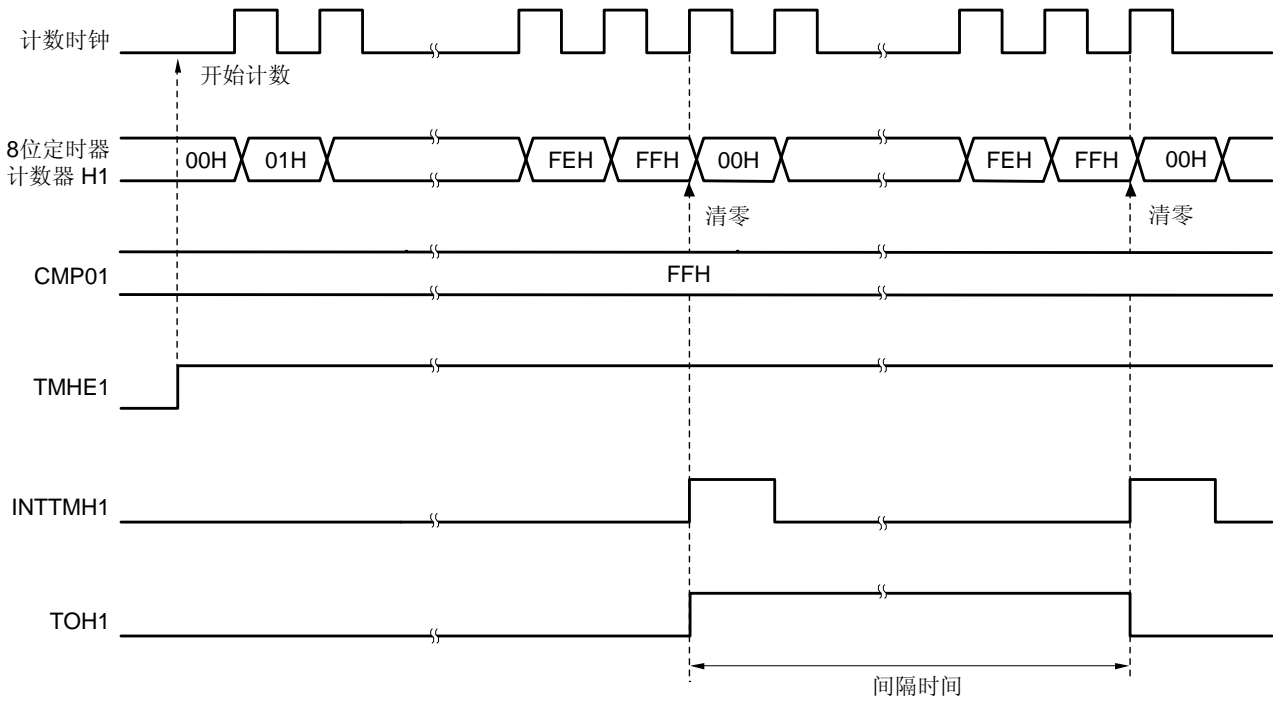 计数时钟
开始计数
8位定时器
计数器 H1
00H 01H FEH FFH 00H FEH FFH 00H
清零 清零
CMP01 FFH
TMHE1
INTTMH1
TOH1
间隔时间